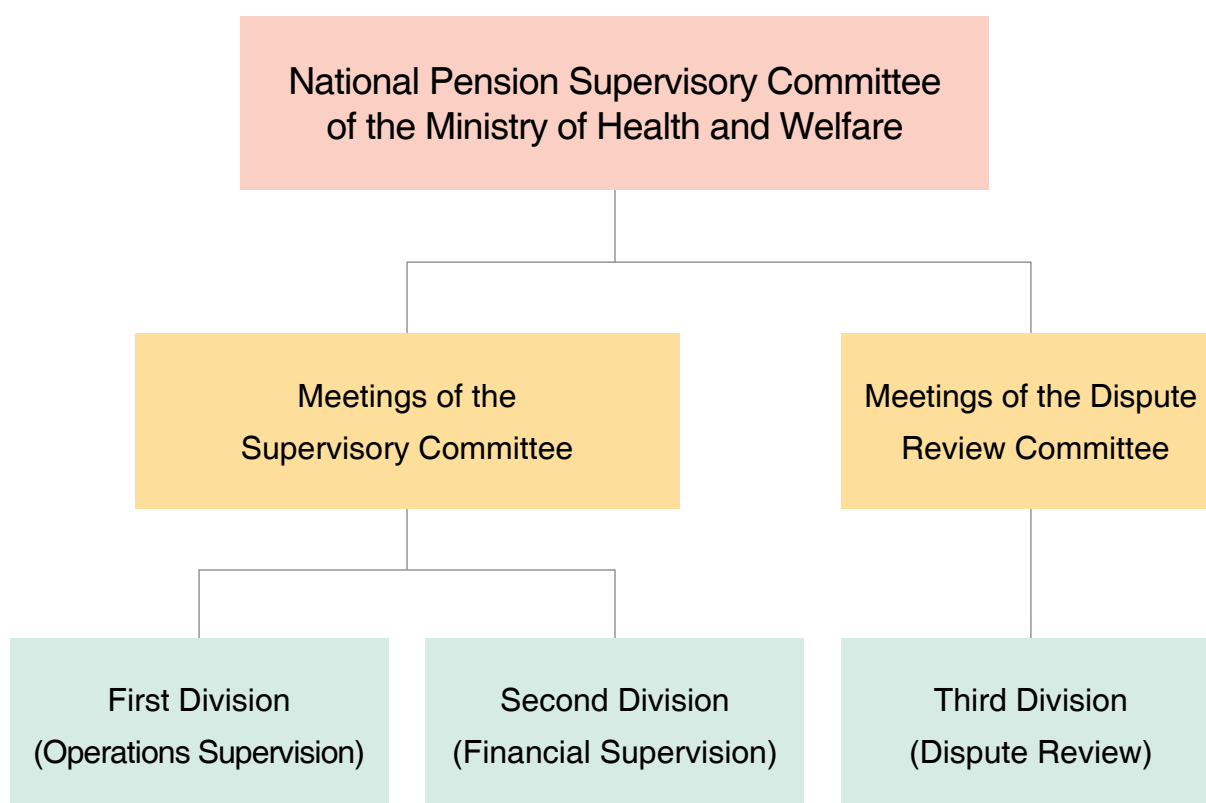 National Pension Supervisory Committee
of the Ministry of Health and Welfare
Meetings of the
Supervisory Committee
Meetings of the Dispute
Review Committee
First Division
(Operations Supervision)
Second Division
(Financial Supervision)
Third Division
(Dispute Review)